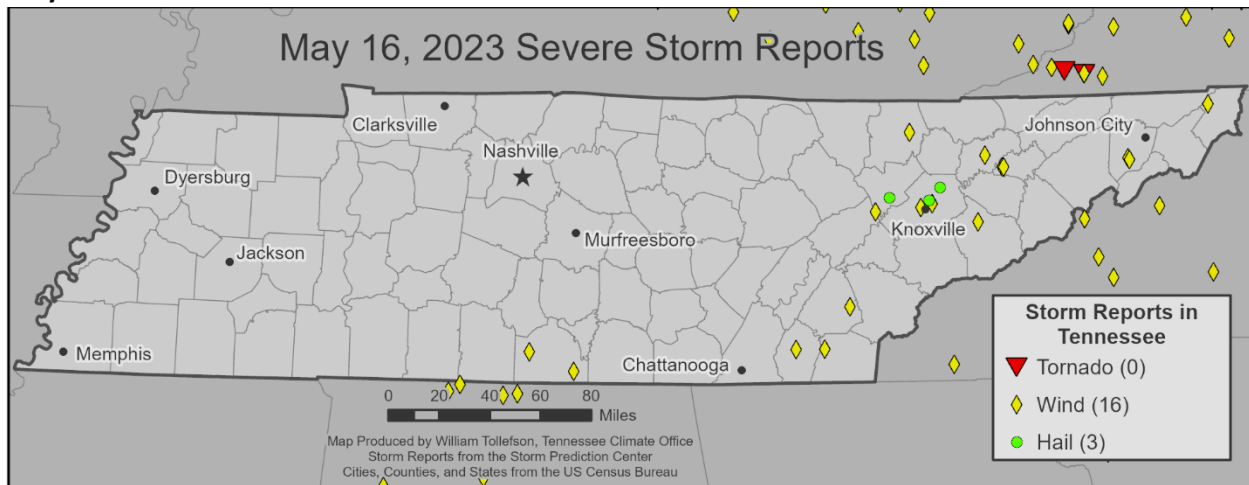 May 16, 2023 Severe Storm Reports
Clarksville
Johnson City
Nashville
Dyersburg
Knoxville
Murfreesboro
Jackson
Storm Reports in
Tennessee
Memphis
Chattanooga
Tornado (0)
Wind (16)
Hail (3)
0 20 40 60 80
Miles
Map Produced by William Tollefson, Tennessee Climate Office
Storm Reports from the Storm Prediction Center
Cities, Counties, and States from the US Census Bureau